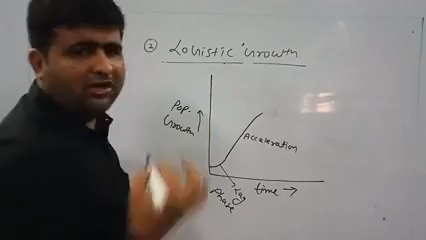 ② Logistic Growth
Pop.
Growth
Acceleration
Lag
Phase
time